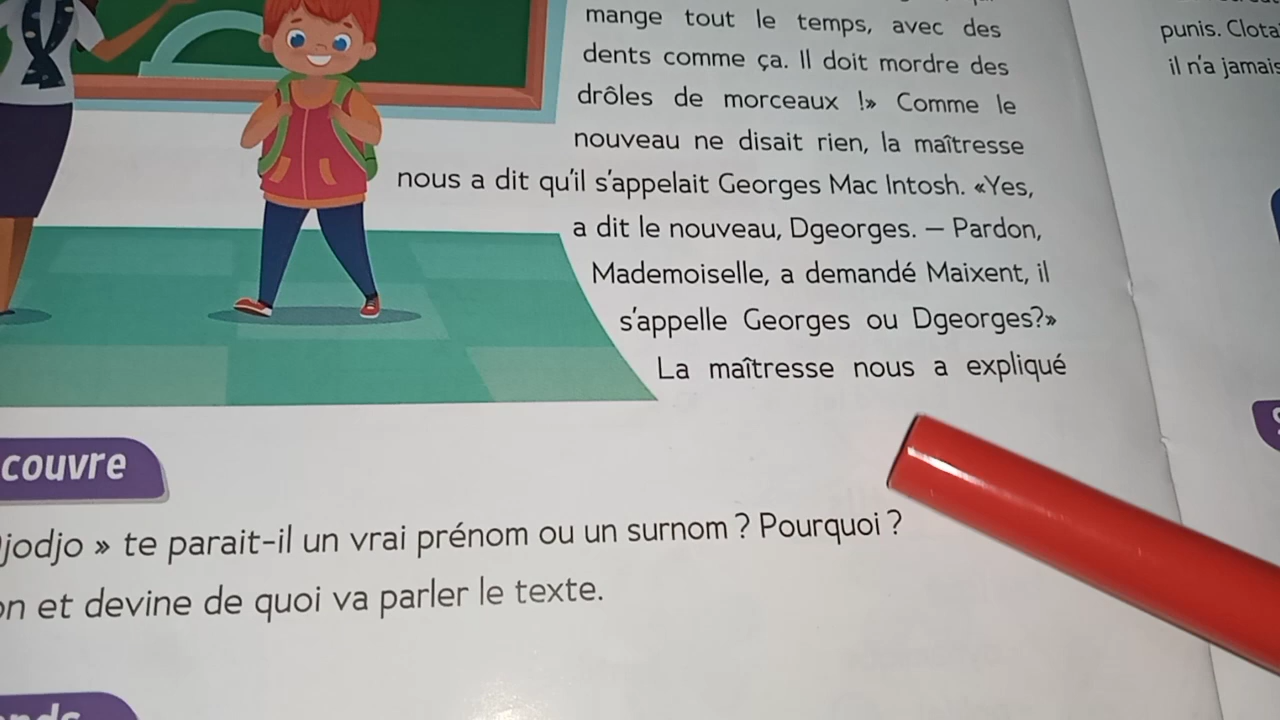 mange tout le temps, avec des
dents comme ça. Il doit mordre des
drôles de morceaux !» Comme le
nouveau ne disait rien, la maîtresse
nous a dit qu'il s'appelait Georges Mac Intosh. «Yes,
a dit le nouveau, Dgeorges. — Pardon,
Mademoiselle, a demandé Maixent, il
s'appelle Georges ou Dgeorges?»
La maîtresse nous a expliqué
couvre
jodjo » te parait-il un vrai prénom ou un surnom ? Pourquoi ?
on et devine de quoi va parler le texte.
punis. Clota
il n'a jamais